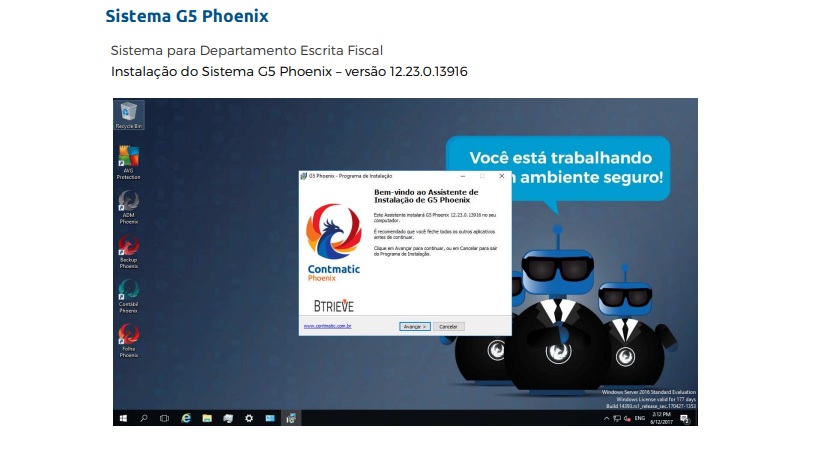 Sistema G5 Phoenix
Sistema para Departamento Escrita Fiscal
Instalação do Sistema G5 Phoenix – versão 12.23.0.13916
Recycle Bin
AVG
Protection
ADM
Phoenix
Backup
Phoenix
Contábil
Phoenix
Folha
Phoenix
Você está trabalhando
m ambiente seguro!
G5 Phoenix - Programa de Instalação
Bem-vindo ao Assistente de
Instalação de G5 Phoenix
Este Assistente instalará G5 Phoenix 12.23.0.13916 no seu
computador.
É recomendado que você feche todos os outros aplicativos
antes de continuar.
Clique em Avançar para continuar, ou em Cancelar para sair
do Programa de Instalação.
Contmatic
Phoenix
BTRIEVE
www.contmatic.com.br
Avançar >
Cancelar
Windows Server 2016 Standard Evaluation
Windows License valid for 177 days
Build 14393.rs1_release_sec.170427-1353
ENG
2:12 PM
6/12/2017